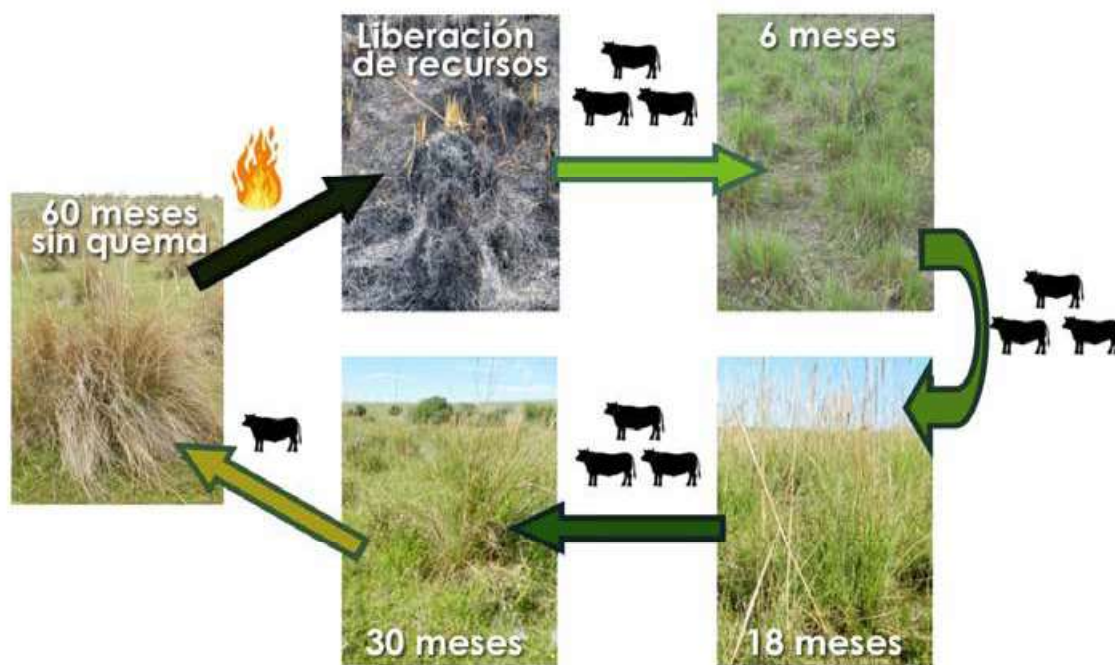 Liberación
de recursos
6 meses
60 meses
sin quema
30 meses
18 meses